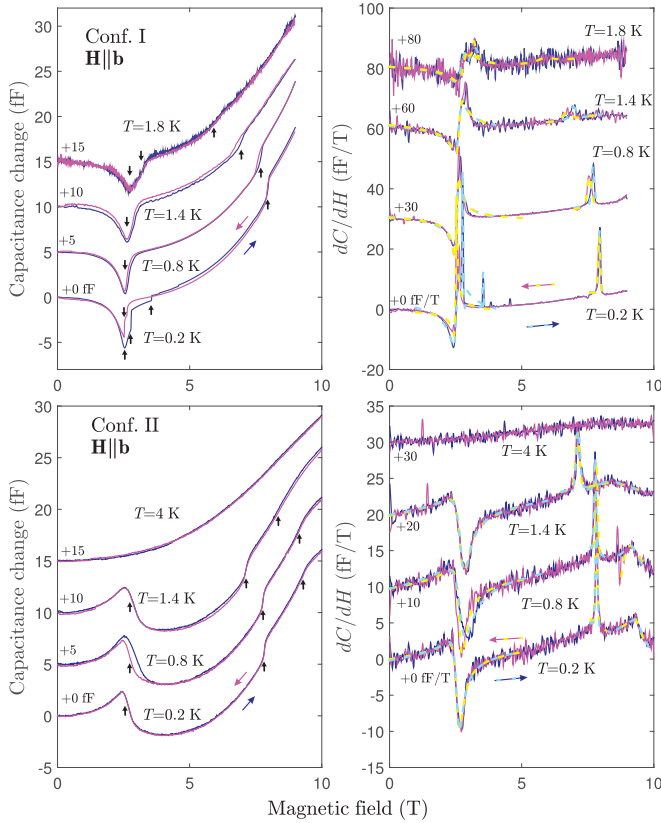 Conf. I
H||b
Capacitance change (fF)
30
25
20
15
10
5
0
-5
+15
+10
+5
+0 fF
T=1.8 K
T=1.4 K
T=0.8 K
T=0.2 K
0
5
10
dC/dH (fF/T)
100
80
60
40
20
0
-20
+80
+60
+30
+0 fF/T
T=1.8 K
T=1.4 K
T=0.8 K
T=0.2 K
0
5
10
Conf. II
H||b
Capacitance change (fF)
30
25
20
15
10
5
0
-5
+15
+10
+5
+0 fF
T=4 K
T=1.4 K
T=0.8 K
T=0.2 K
0
5
10
dC/dH (fF/T)
35
30
25
20
15
10
5
0
-5
-10
-15
+30
+20
+10
+0 fF/T
T=4 K
T=1.4 K
T=0.8 K
T=0.2 K
0
5
10
Magnetic field (T)